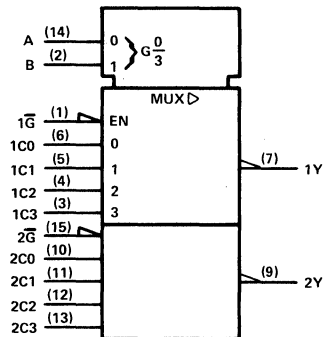 A (14) 0 G 0/3
B (2) 1
MUX ▷
1G̅ (1) EN
1C0 (6) 0
1C1 (5) 1 (7) 1Y
1C2 (4) 2
1C3 (3) 3
2G̅ (15)
2C0 (10)
2C1 (11) (9) 2Y
2C2 (12)
2C3 (13)